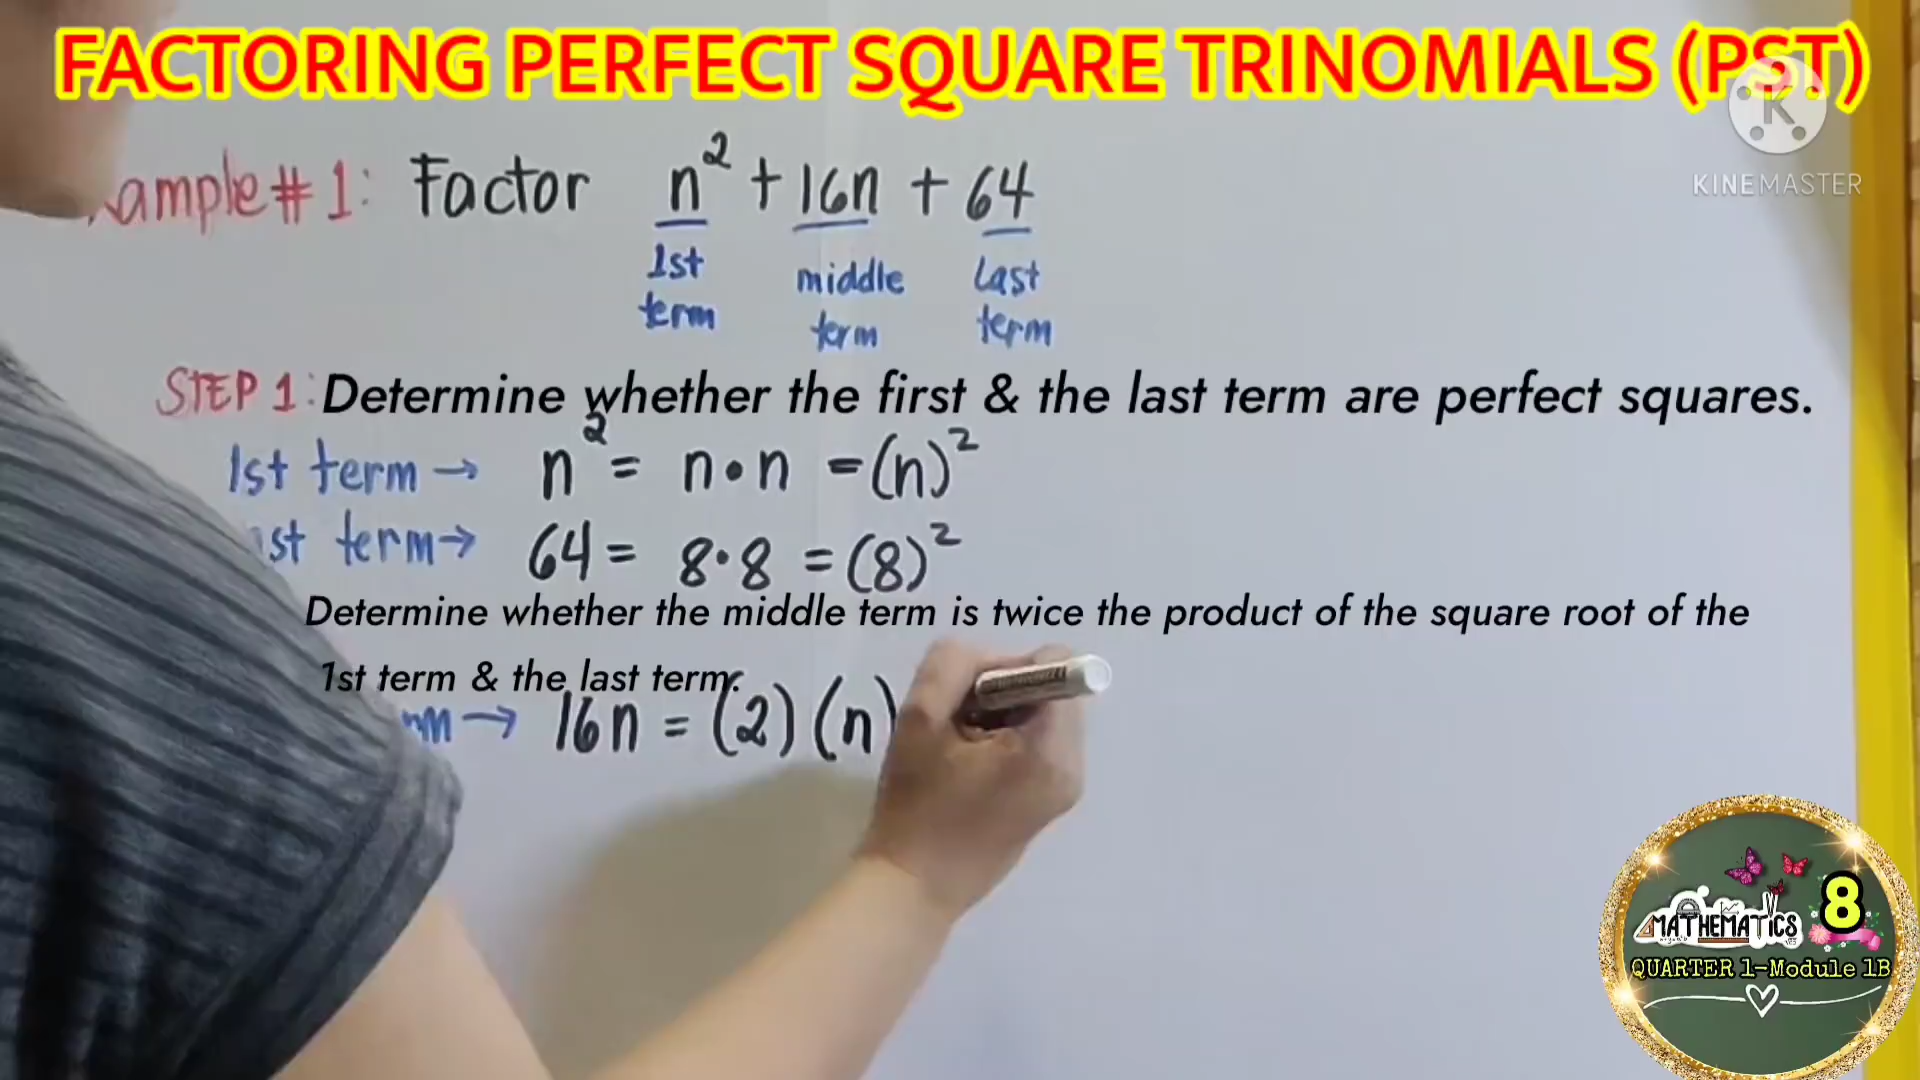 FACTORING PERFECT SQUARE TRINOMIALS (PST)
KINEMASTER
ample #1: Factor n² + 16n + 64
1st term
middle term
Last term
STEP 1: Determine whether the first & the last term are perfect squares.
1st term → n² = n • n = (n)²
st term → 64 = 8 • 8 = (8)²
Determine whether the middle term is twice the product of the square root of the
1st term & the last term.
m → 16n = (2) (n)
MATHEMATICS 8
QUARTER 1-Module 1B